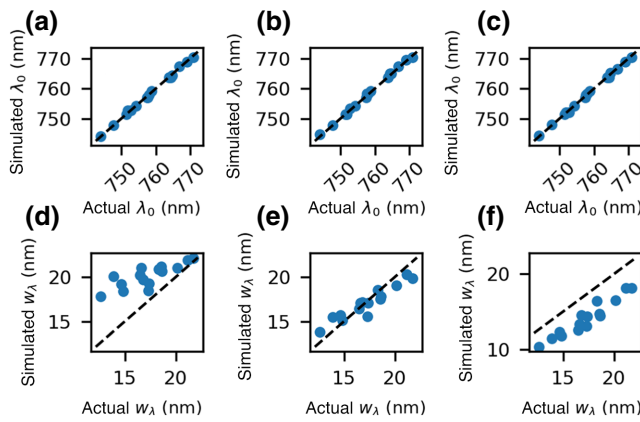 (a)
770
760
750
Simulated λ0 (nm)
750
760
770
Actual λ0 (nm)
(b)
770
760
750
Simulated λ0 (nm)
750
760
770
Actual λ0 (nm)
(c)
770
760
750
Simulated λ0 (nm)
750
760
770
Actual λ0 (nm)
(d)
20
15
Simulated wλ (nm)
15 20
Actual wλ (nm)
(e)
20
15
Simulated wλ (nm)
15 20
Actual wλ (nm)
(f)
20
10
Simulated wλ (nm)
15 20
Actual wλ (nm)